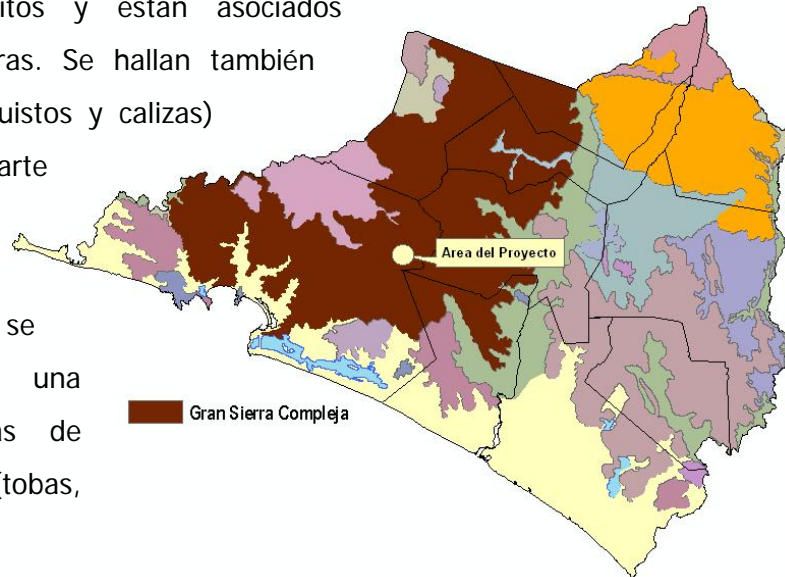 itos y están asociados
ras. Se hallan también
uistos y calizas)
arte
Area del Proyecto
se
una
Gran Sierra Compleja
as de
(tobas,